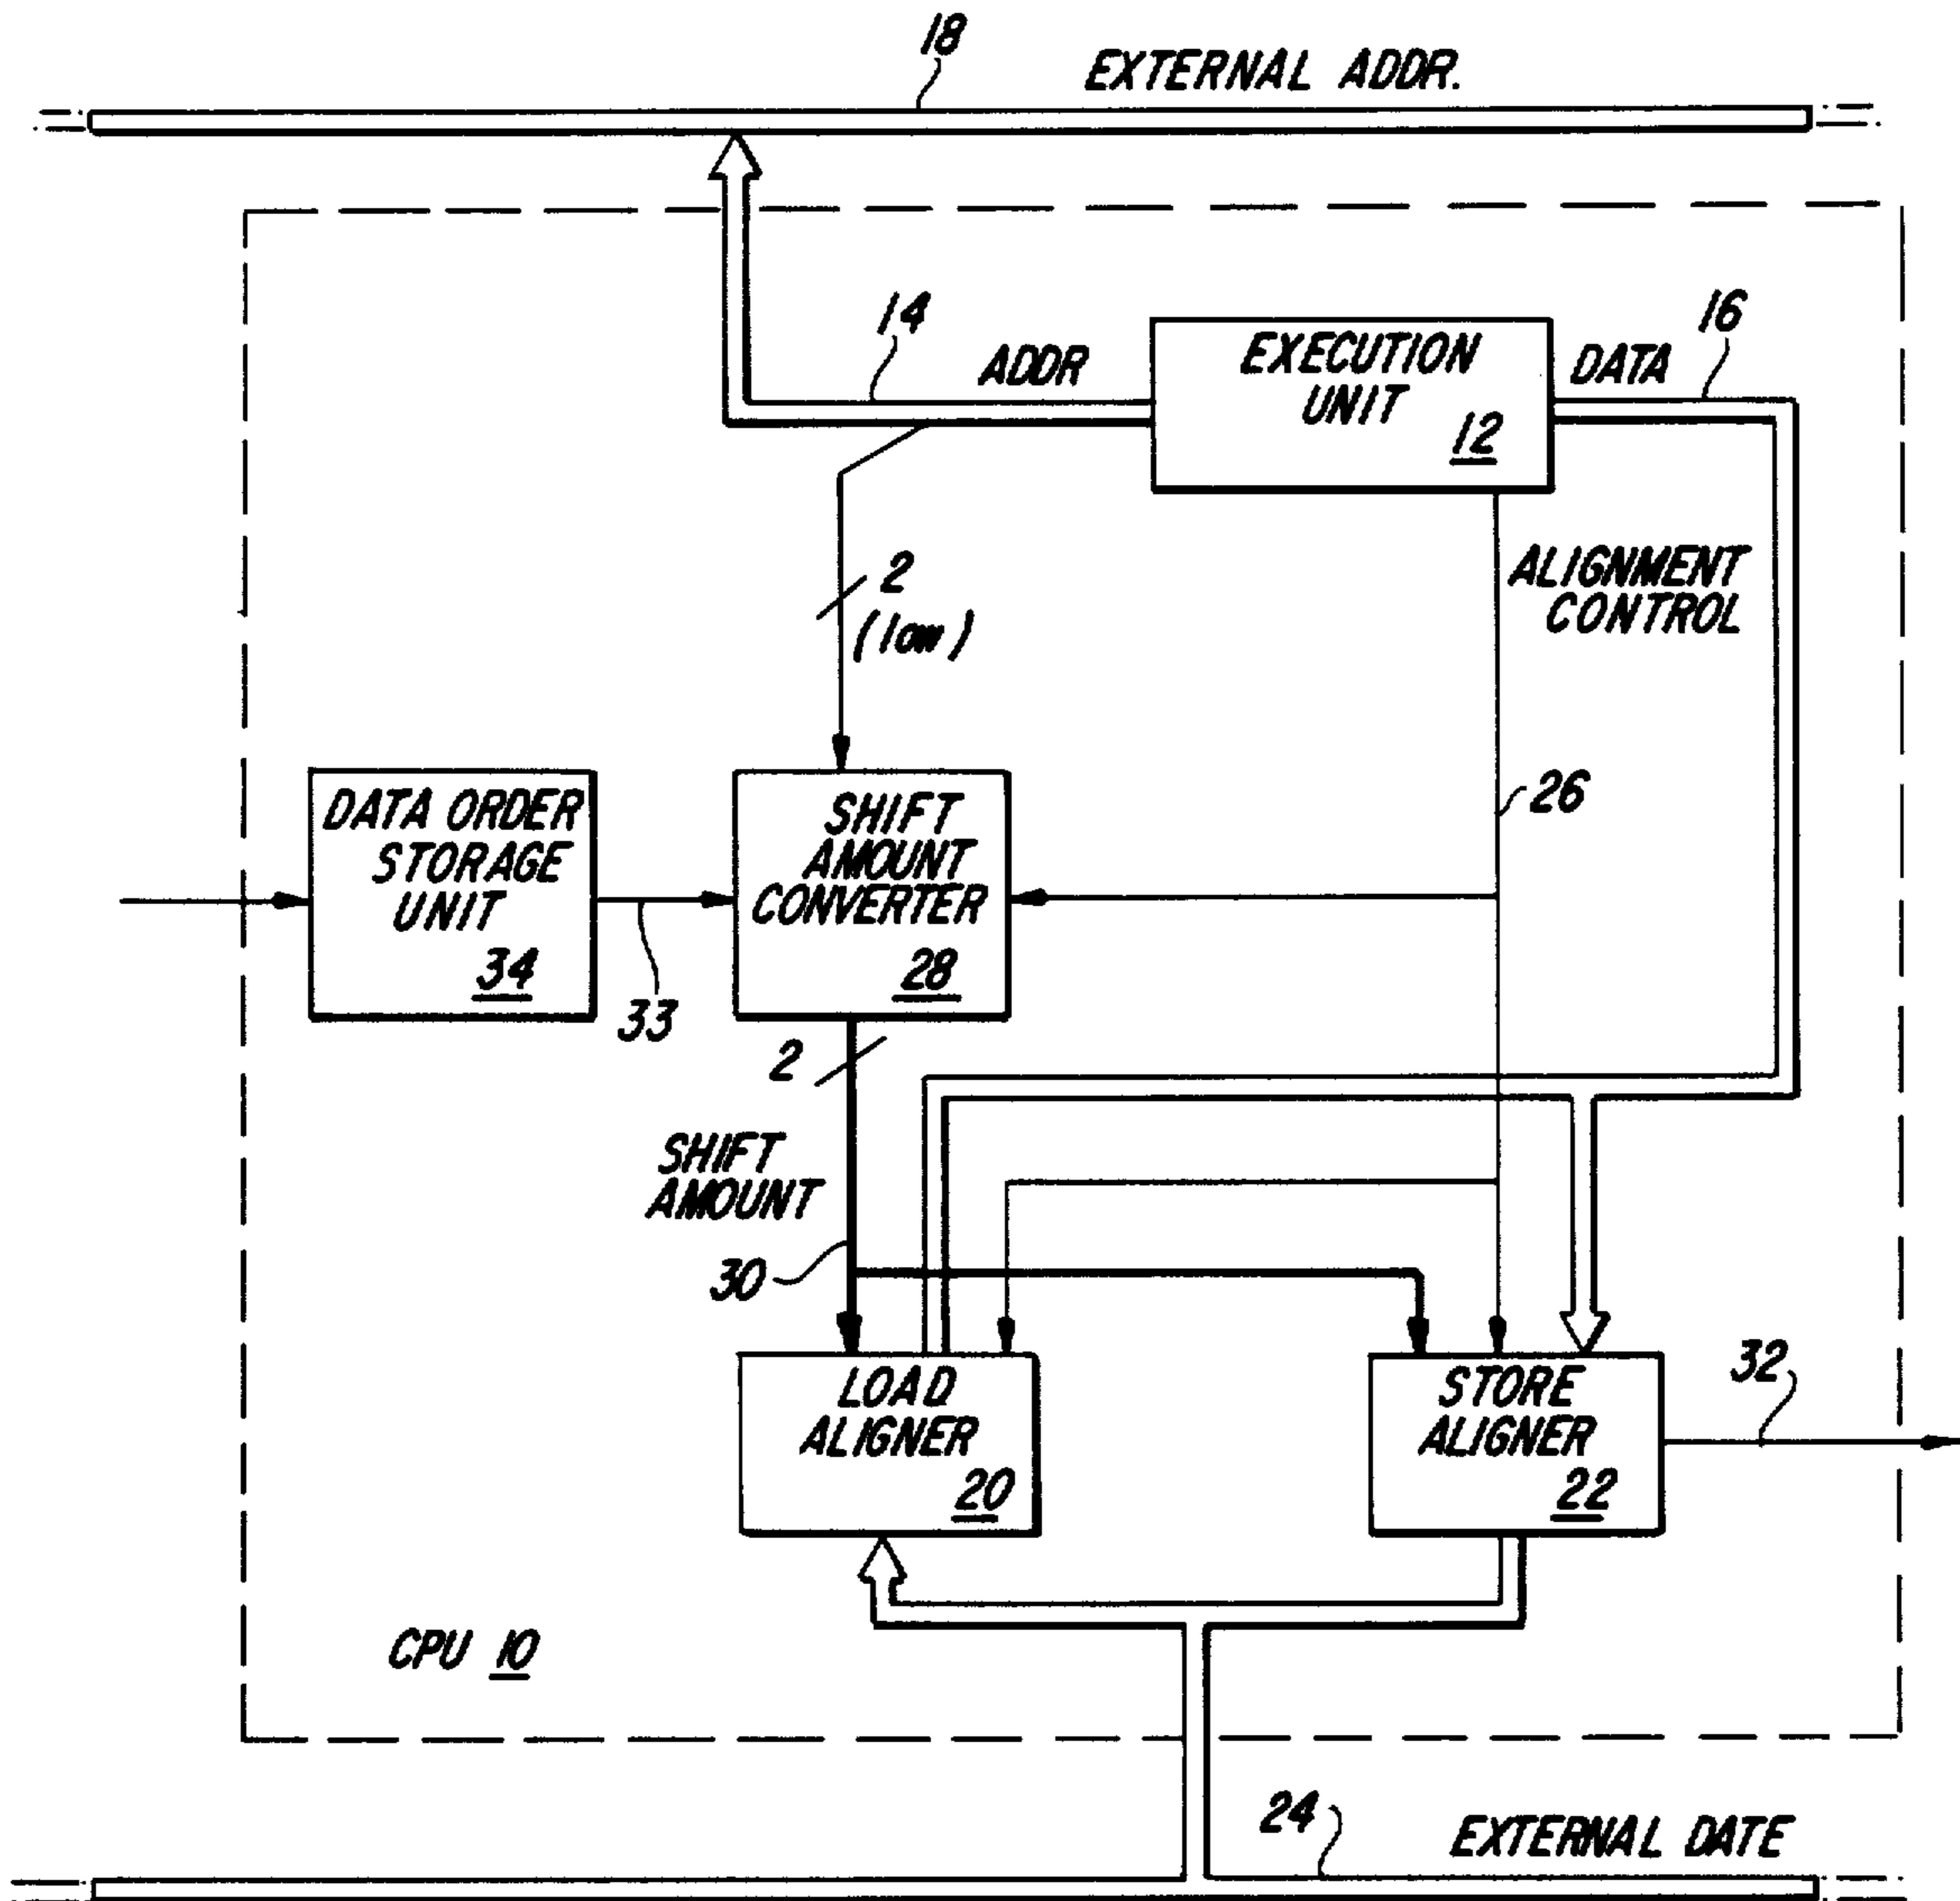 18
EXTERNAL ADDR.
14
ADDR
EXECUTION
UNIT
12
DATA
16
2
(low)
ALIGNMENT
CONTROL
26
DATA ORDER
STORAGE
UNIT
34
33
SHIFT
AMOUNT
CONVERTER
28
2
SHIFT
AMOUNT
30
LOAD
ALIGNER
20
STORE
ALIGNER
22
32
CPU 10
24
EXTERNAL DATE